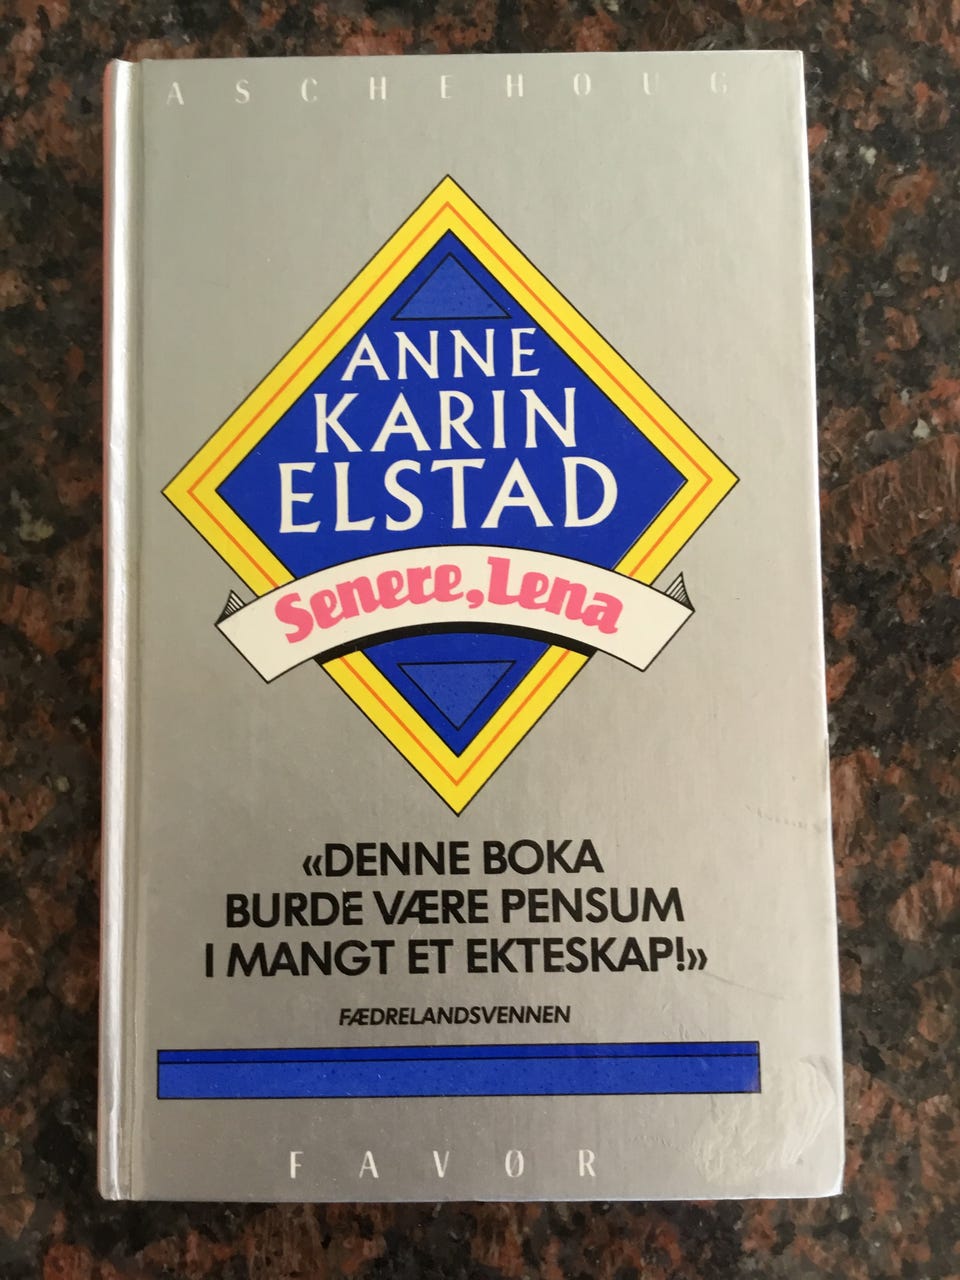 ASCHEHOUG
ANNE
KARIN
ELSTAD
Senere, Lena
«DENNE BOKA
BURDE VÆRE PENSUM
I MANGT ET EKTESKAP!»
FÆDRELANDSVENNEN
FAVØR